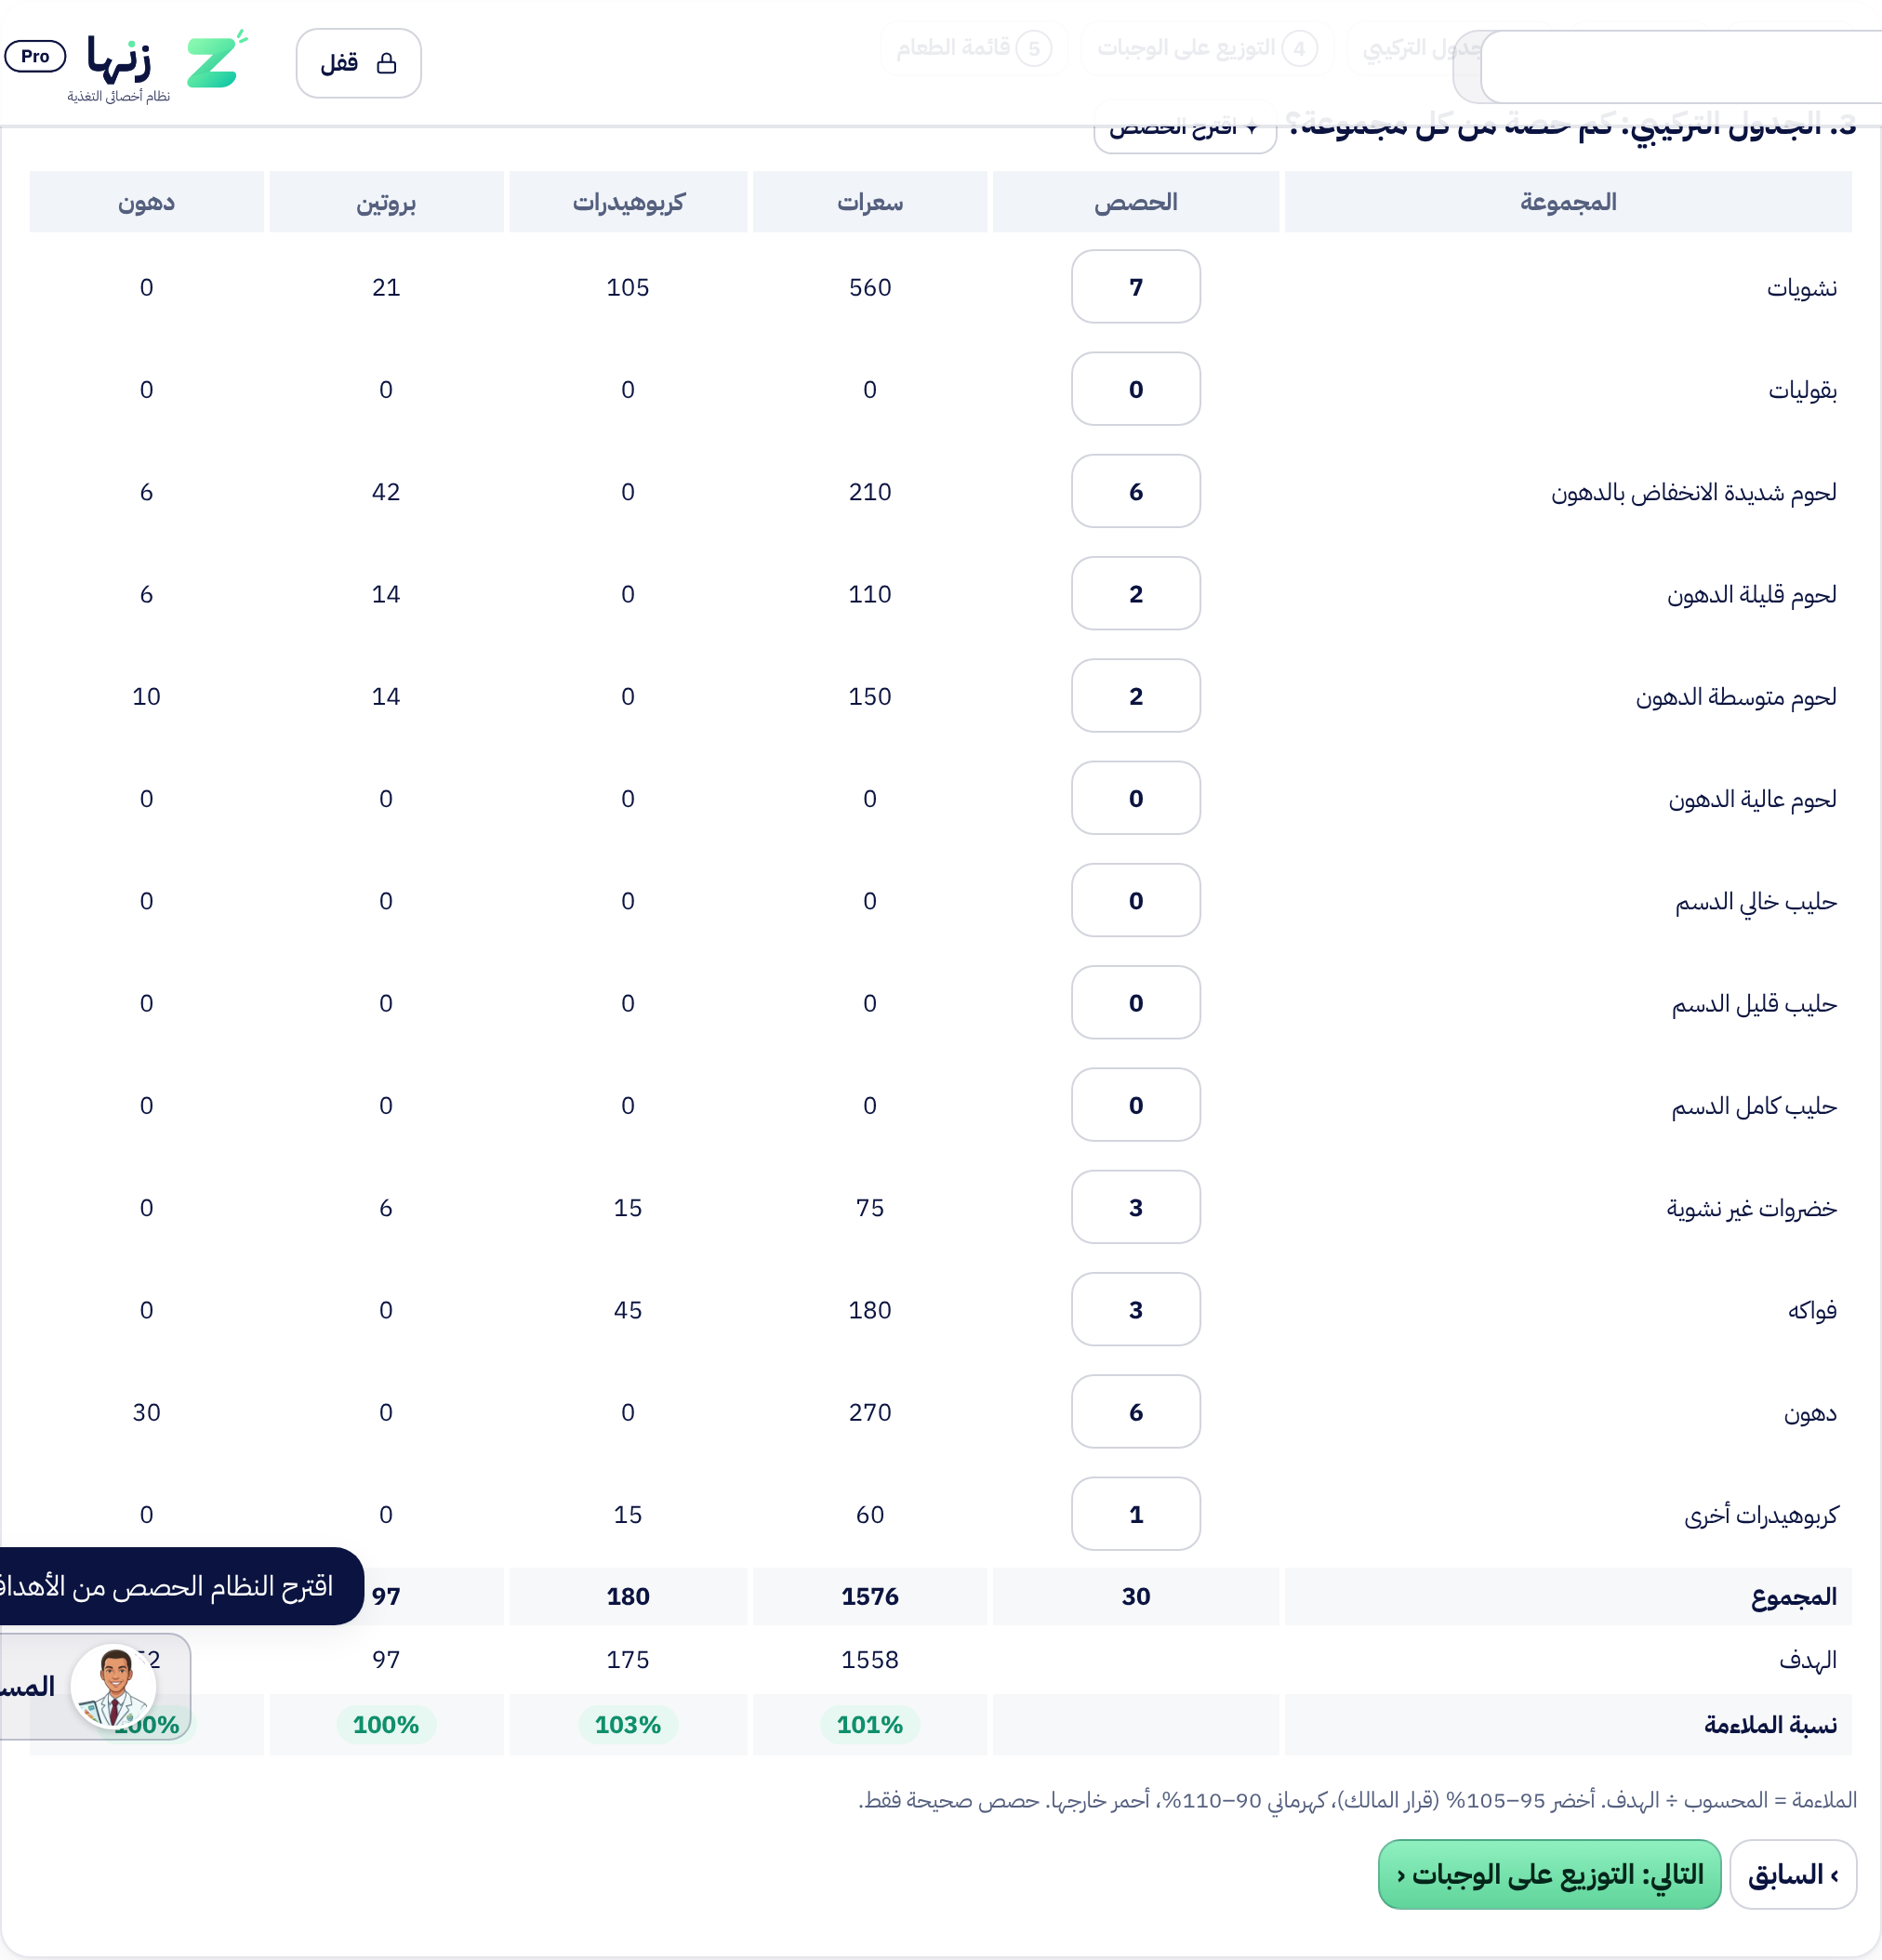 قفل
زنها
Pro
نظام أخصائي التغذية
جدول التركيبي
4 التوزيع على الوجبات
5 قائمة الطعام
3. الجدول التركيبي: كم حصة من كل مجموعة؟ اقترح الحصص
المجموعة الحصص سعرات كربوهيدرات بروتين دهون
نشويات 7 560 105 21 0
بقوليات 0 0 0 0 0
لحوم شديدة الانخفاض بالدهون 6 210 0 42 6
لحوم قليلة الدهون 2 110 0 14 6
لحوم متوسطة الدهون 2 150 0 14 10
لحوم عالية الدهون 0 0 0 0 0
حليب خالي الدسم 0 0 0 0 0
حليب قليل الدسم 0 0 0 0 0
حليب كامل الدسم 0 0 0 0 0
خضروات غير نشوية 3 75 15 6 0
فواكه 3 180 45 0 0
دهون 6 270 0 0 30
كربوهيدرات أخرى 1 60 15 0 0
اقترح النظام الحصص من
المجموع 30 1576 180 97
الهدف 1558 175 97
نسبة الملاءمة 101% 103% 100% 100%
الملاءمة = المحسوب ÷ الهدف. أخضر 95–105% (قرار المالك)، كهرماني 90–110%، أحمر خارجها. حصص صحيحة فقط.
› السابق
التالي: التوزيع على الوجبات ‹